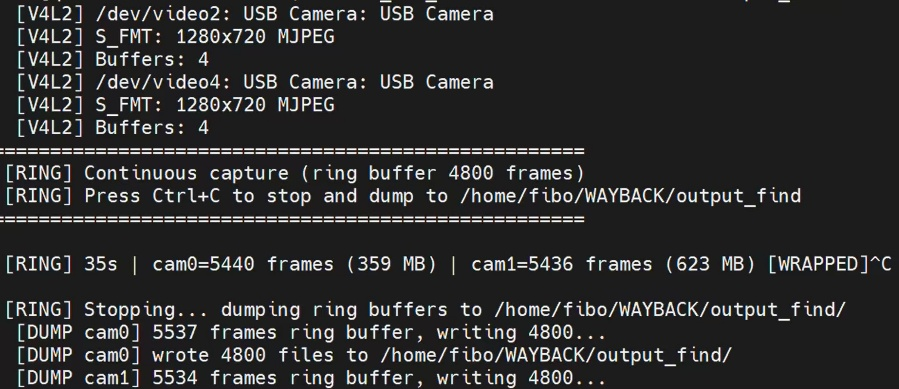 [V4L2] /dev/video2: USB Camera: USB Camera
[V4L2] S_FMT: 1280x720 MJPEG
[V4L2] Buffers: 4
[V4L2] /dev/video4: USB Camera: USB Camera
[V4L2] S_FMT: 1280x720 MJPEG
[V4L2] Buffers: 4
====================================================
[RING] Continuous capture (ring buffer 4800 frames)
[RING] Press Ctrl+C to stop and dump to /home/fibo/WAYBACK/output_find
====================================================
[RING] 35s | cam0=5440 frames (359 MB) | cam1=5436 frames (623 MB) [WRAPPED]^C
[RING] Stopping... dumping ring buffers to /home/fibo/WAYBACK/output_find/
[DUMP cam0] 5537 frames ring buffer, writing 4800...
[DUMP cam0] wrote 4800 files to /home/fibo/WAYBACK/output_find/
[DUMP cam1] 5534 frames ring buffer, writing 4800...